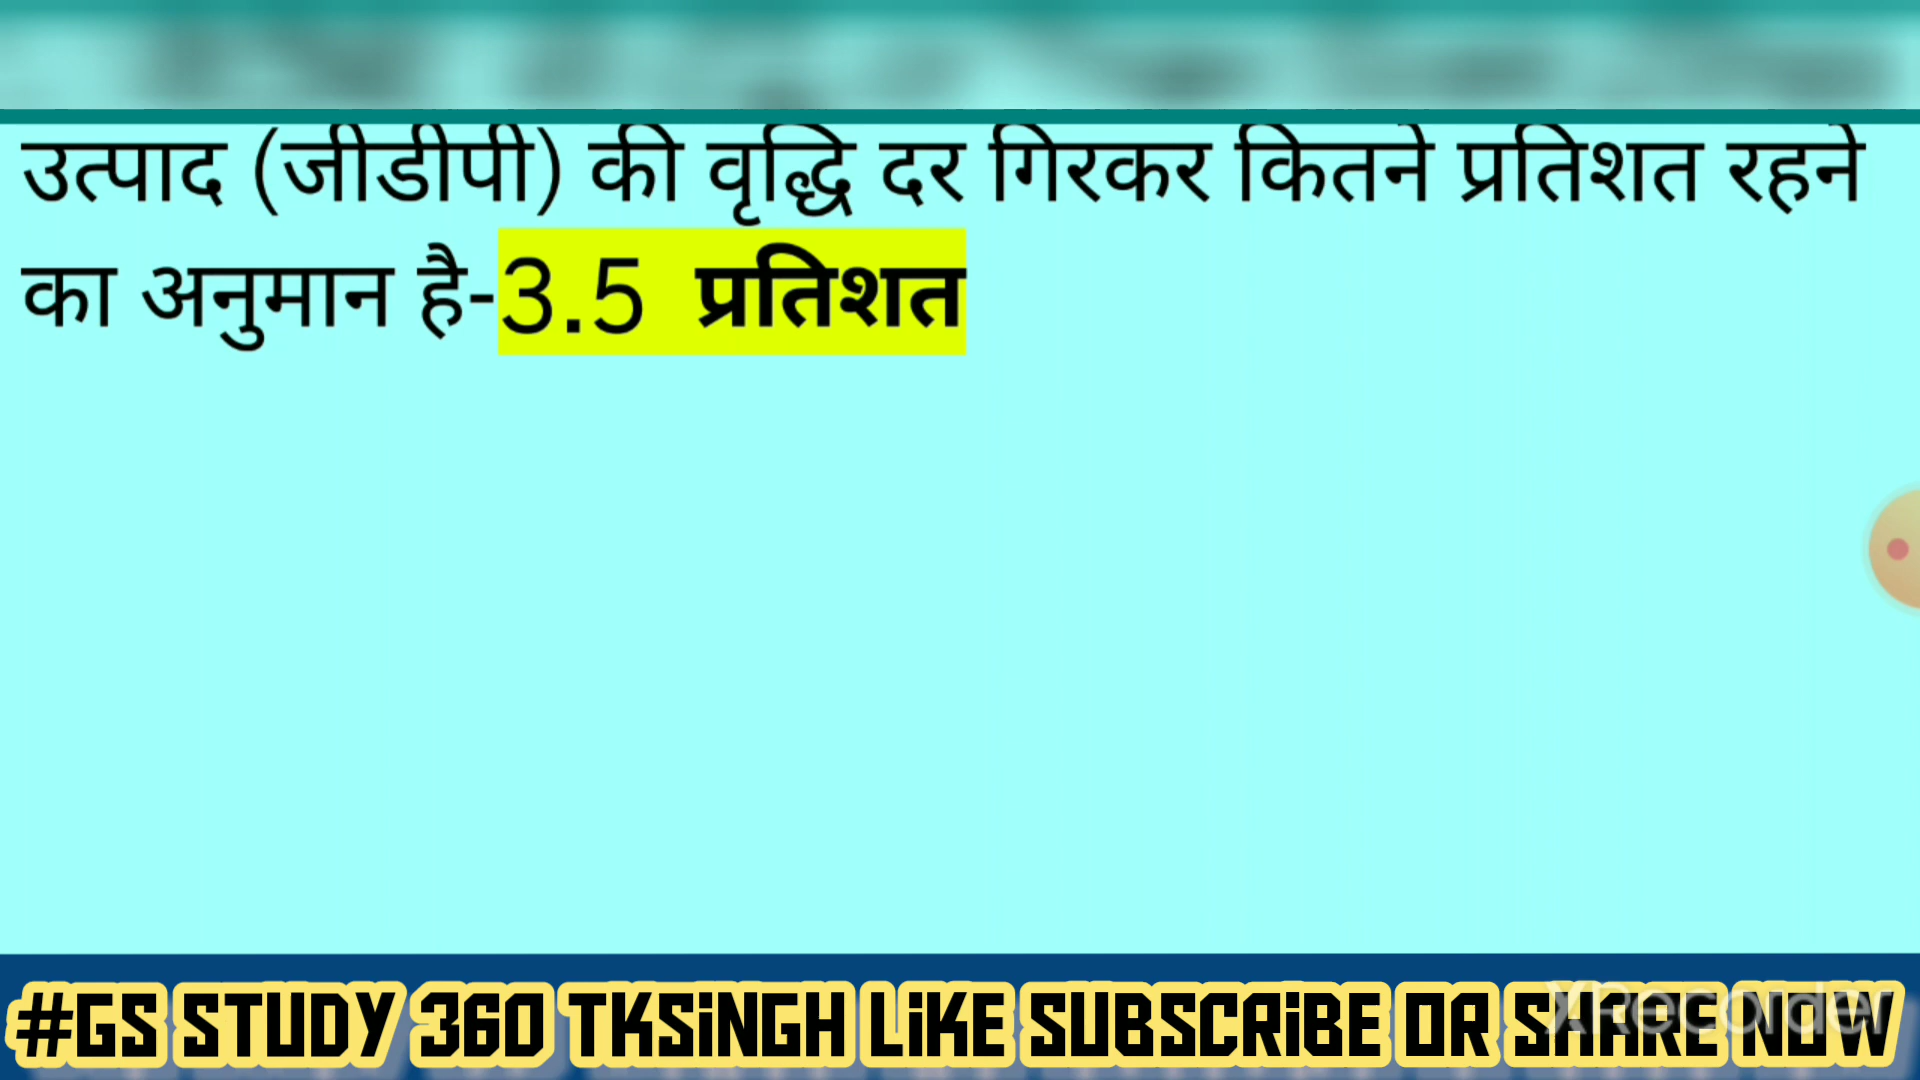 उत्पाद (जीडीपी) की वृद्धि दर गिरकर कितने प्रतिशत रहने
का अनुमान है-3.5 प्रतिशत
#GS STUDY 360 TKSiNGH LiKE SUBSCRiBE OR SHARE NOW
XRecorder